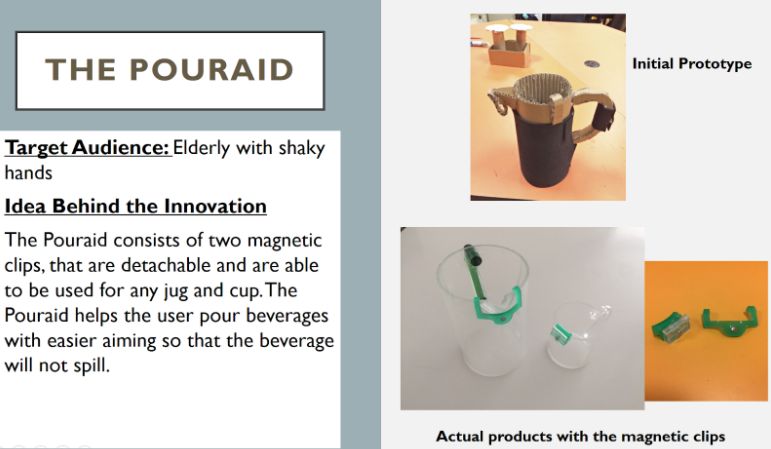 THE POURAID
Target Audience: Elderly with shaky
hands
Idea Behind the Innovation
The Pouraid consists of two magnetic
clips, that are detachable and are able
to be used for any jug and cup. The
Pouraid helps the user pour beverages
with easier aiming so that the beverage
will not spill.
Initial Prototype
Actual products with the magnetic clips